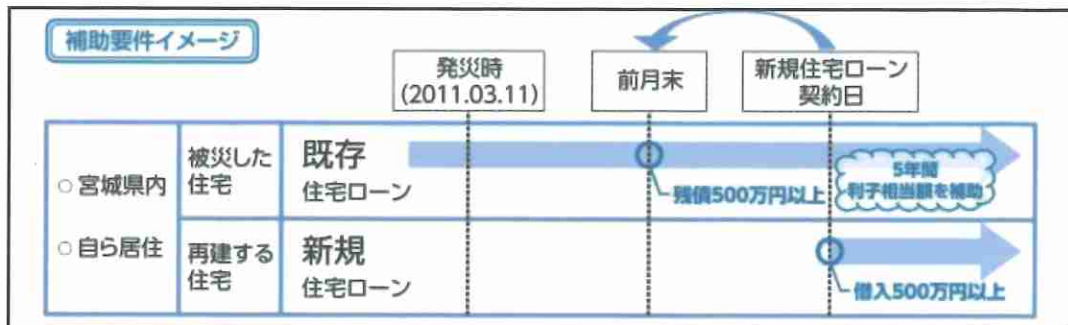 補助要件イメージ
発災時
(2011.03.11)
前月末
新規住宅ローン
契約日
○ 宮城県内
○ 自ら居住
被災した
住宅
既存
住宅ローン
残債500万円以上
5年間
利子相当額を補助
再建する
住宅
新規
住宅ローン
借入500万円以上